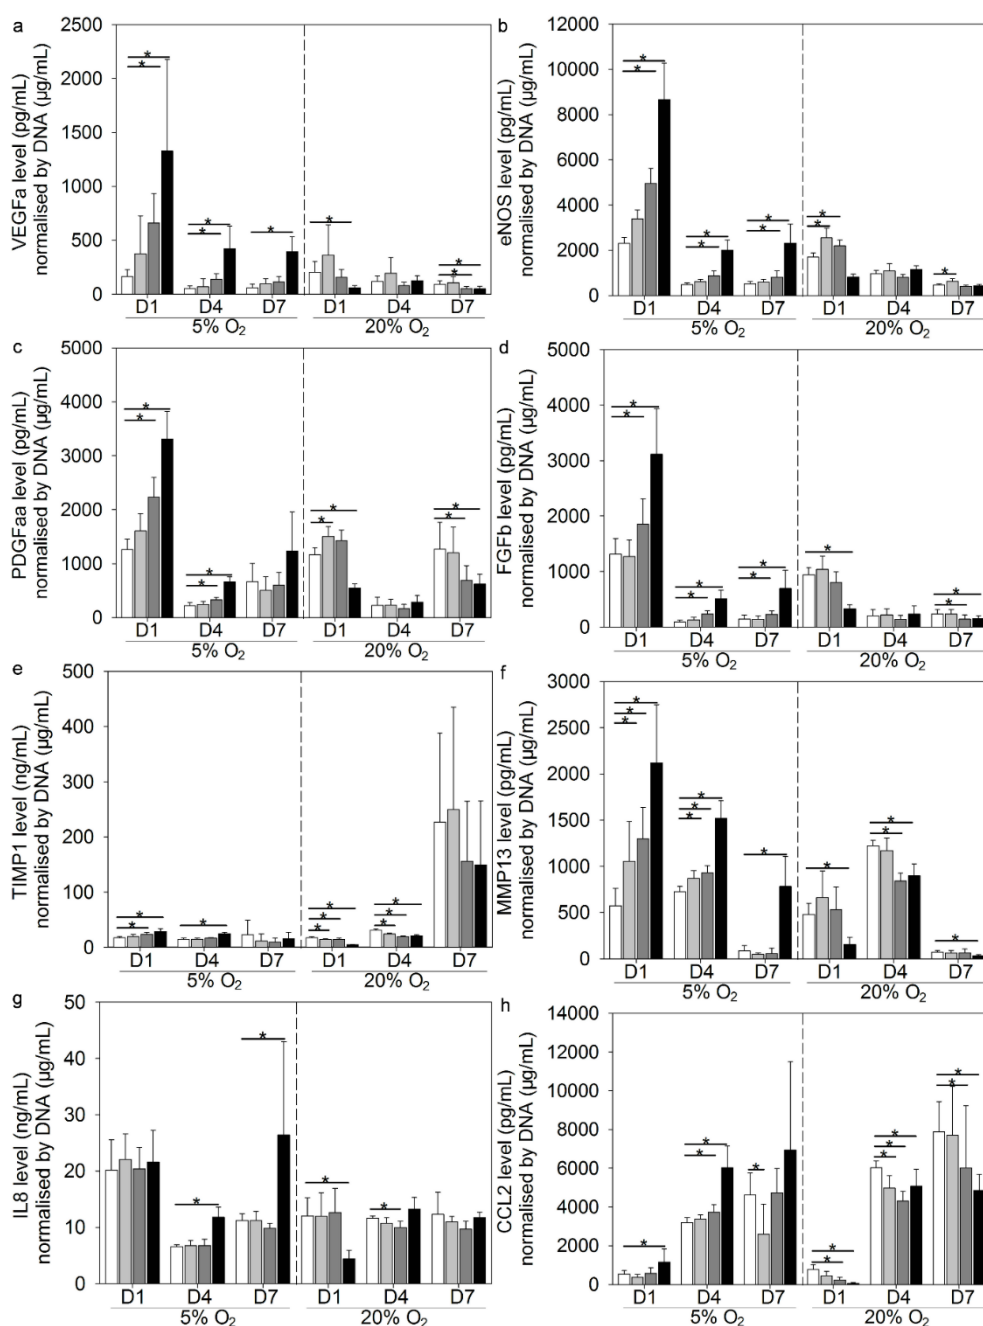 a
VEGFa level (pg/mL)
normalised by DNA (µg/mL)
2500
2000
1500
1000
500
0
* * * * * * * *
D1 D4 D7 D1 D4 D7
5% O₂ 20% O₂
b
eNOS level (pg/mL)
normalised by DNA (µg/mL)
12000
10000
8000
6000
4000
2000
0
* * * * * * * * *
D1 D4 D7 D1 D4 D7
5% O₂ 20% O₂
c
PDGFaa level (pg/mL)
normalised by DNA (µg/mL)
5000
4000
3000
2000
1000
0
* * * * * * * *
D1 D4 D7 D1 D4 D7
5% O₂ 20% O₂
d
FGFb level (pg/mL)
normalised by DNA (µg/mL)
5000
4000
3000
2000
1000
0
* * * * * * * * *
D1 D4 D7 D1 D4 D7
5% O₂ 20% O₂
e
TIMP1 level (ng/mL)
normalised by DNA (µg/mL)
500
400
300
200
100
0
* * * * * * * * *
D1 D4 D7 D1 D4 D7
5% O₂ 20% O₂
f
MMP13 level (pg/mL)
normalised by DNA (µg/mL)
3000
2500
2000
1500
1000
500
0
* * * * * * * * * * *
D1 D4 D7 D1 D4 D7
5% O₂ 20% O₂
g
IL8 level (ng/mL)
normalised by DNA (µg/mL)
50
40
30
20
10
0
* * * *
D1 D4 D7 D1 D4 D7
5% O₂ 20% O₂
h
CCL2 level (pg/mL)
normalised by DNA (µg/mL)
14000
12000
10000
8000
6000
4000
2000
0
* * * * * * * * * * *
D1 D4 D7 D1 D4 D7
5% O₂ 20% O₂